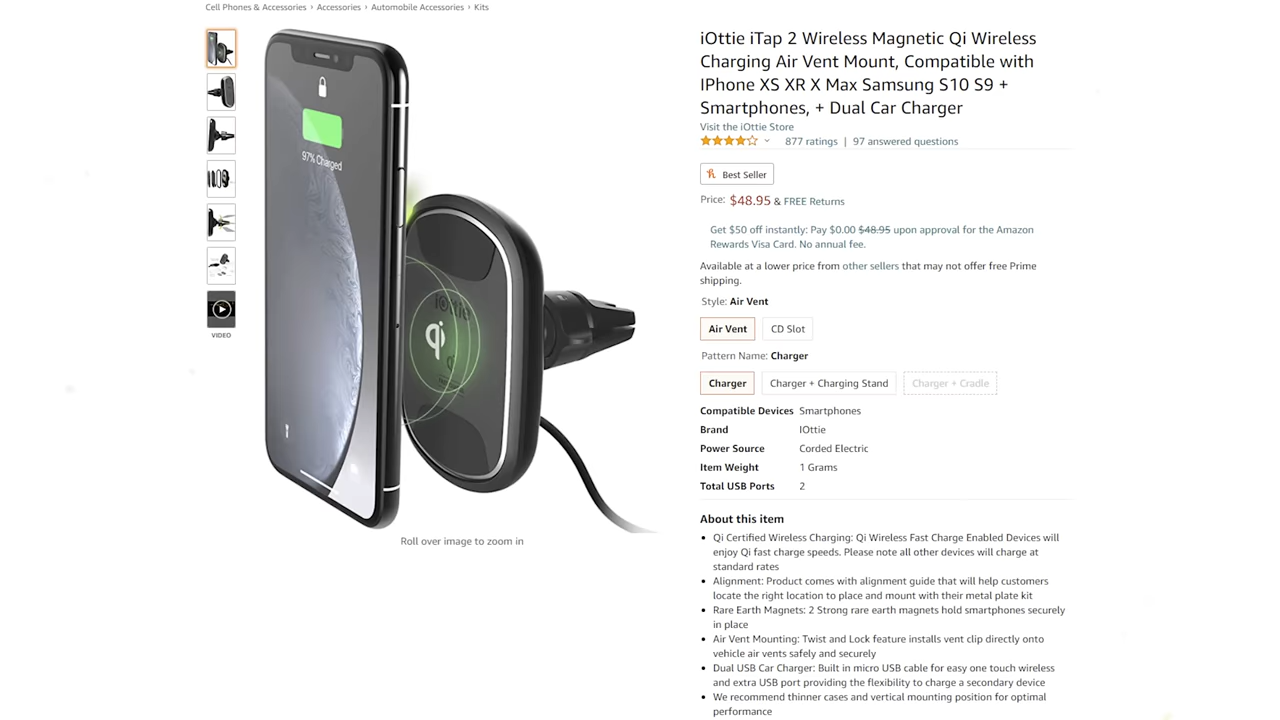 Cell Phones & Accessories › Accessories › Automobile Accessories › Kits
iOttie iTap 2 Wireless Magnetic Qi Wireless
Charging Air Vent Mount, Compatible with
IPhone XS XR X Max Samsung S10 S9 +
Smartphones, + Dual Car Charger
Visit the iOttie Store
877 ratings | 97 answered questions
Best Seller
Price: $48.95 & FREE Returns
Get $50 off instantly: Pay $0.00 $48.95 upon approval for the Amazon
Rewards Visa Card. No annual fee.
Available at a lower price from other sellers that may not offer free Prime
shipping.
Style: Air Vent
Air Vent CD Slot
Pattern Name: Charger
Charger Charger + Charging Stand Charger + Cradle
Compatible Devices Smartphones
Brand IOttie
Power Source Corded Electric
Item Weight 1 Grams
Total USB Ports 2
About this item
• Qi Certified Wireless Charging: Qi Wireless Fast Charge Enabled Devices will
enjoy Qi fast charge speeds. Please note all other devices will charge at
standard rates
• Alignment: Product comes with alignment guide that will help customers
locate the right location to place and mount with their metal plate kit
• Rare Earth Magnets: 2 Strong rare earth magnets hold smartphones securely
in place
• Air Vent Mounting: Twist and Lock feature installs vent clip directly onto
vehicle air vents safely and securely
• Dual USB Car Charger: Built in micro USB cable for easy one touch wireless
and extra USB port providing the flexibility to charge a secondary device
• We recommend thinner cases and vertical mounting position for optimal
performance
97% Charged
iOttie
qi
VIDEO
Roll over image to zoom in